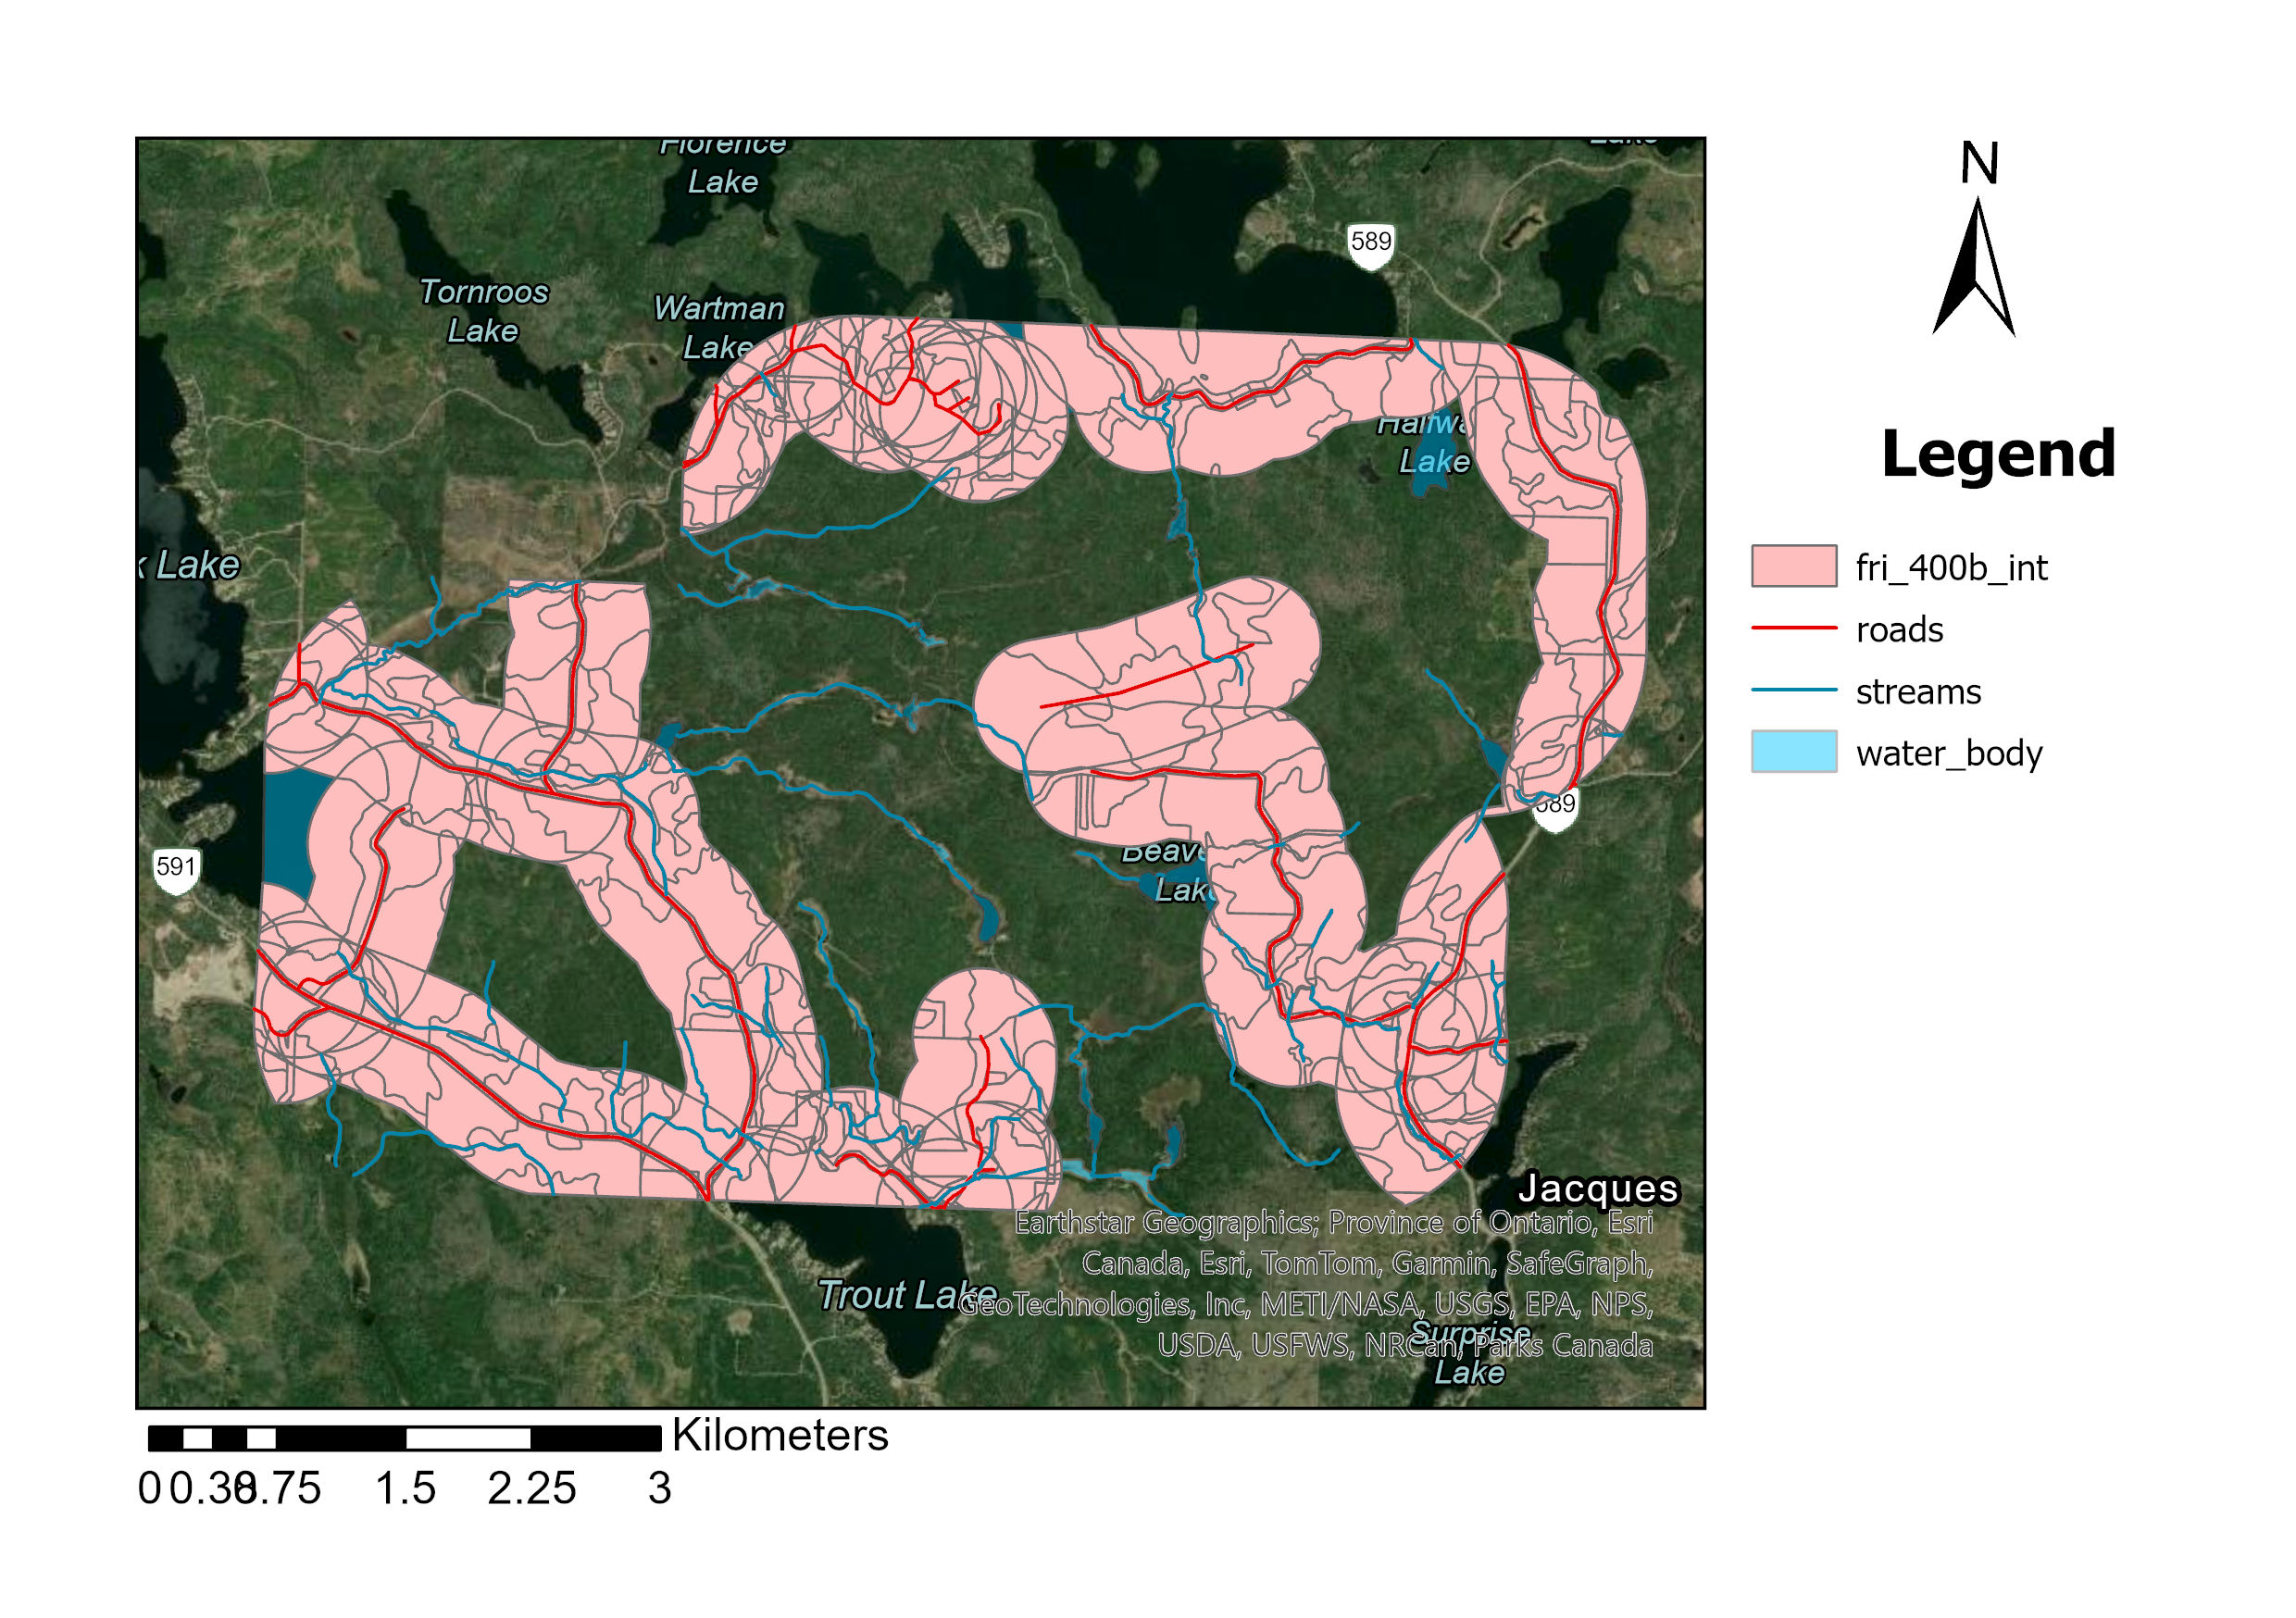 Florence
Lake
Lake
N
589
Tornroos
Lake
Wartman
Lake
Halfwa
Lake
Legend
k Lake
fri_400b_int
roads
streams
water_body
589
591
Beave
Lake
Jacques
Earthstar Geographics; Province of Ontario, Esri
Canada, Esri, TomTom, Garmin, SafeGraph,
GeoTechnologies, Inc, METI/NASA, USGS, EPA, NPS,
USDA, USFWS, NRCan, Parks Canada
Trout Lake
Surprise
Lake
Kilometers
0 0.38 0.75 1.5 2.25 3